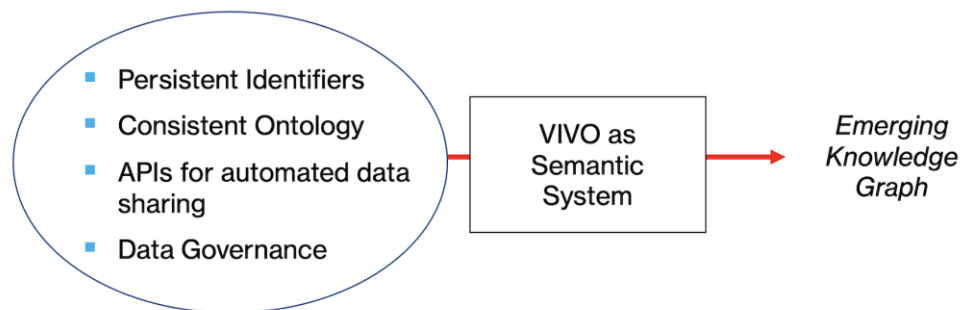 Persistent Identifiers
Consistent Ontology
APIs for automated data
sharing
Data Governance
VIVO as
Semantic
System
Emerging
Knowledge
Graph